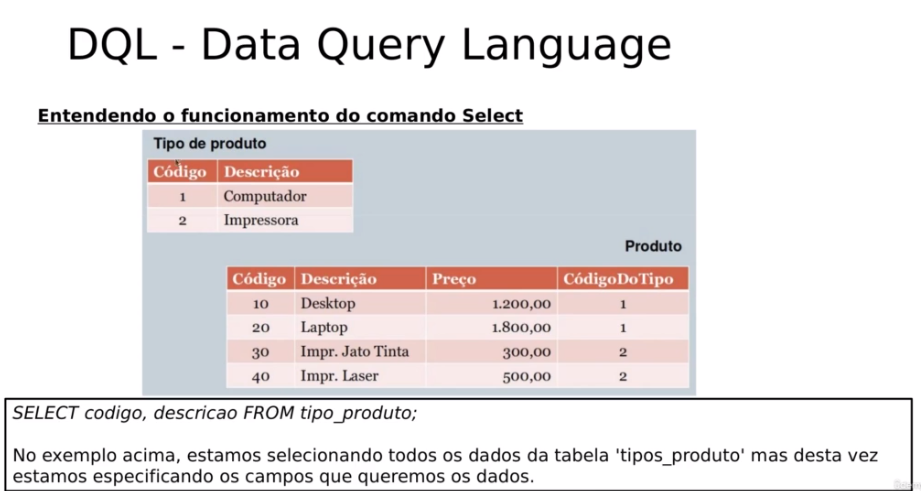 DQL - Data Query Language
Entendendo o funcionamento do comando Select
Tipo de produto
Código Descrição
1 Computador
2 Impressora
Produto
Código Descrição Preço CódigoDoTipo
10 Desktop 1.200,00 1
20 Laptop 1.800,00 1
30 Impr. Jato Tinta 300,00 2
40 Impr. Laser 500,00 2
SELECT codigo, descricao FROM tipo_produto;
No exemplo acima, estamos selecionando todos os dados da tabela 'tipos_produto' mas desta vez
estamos especificando os campos que queremos os dados.